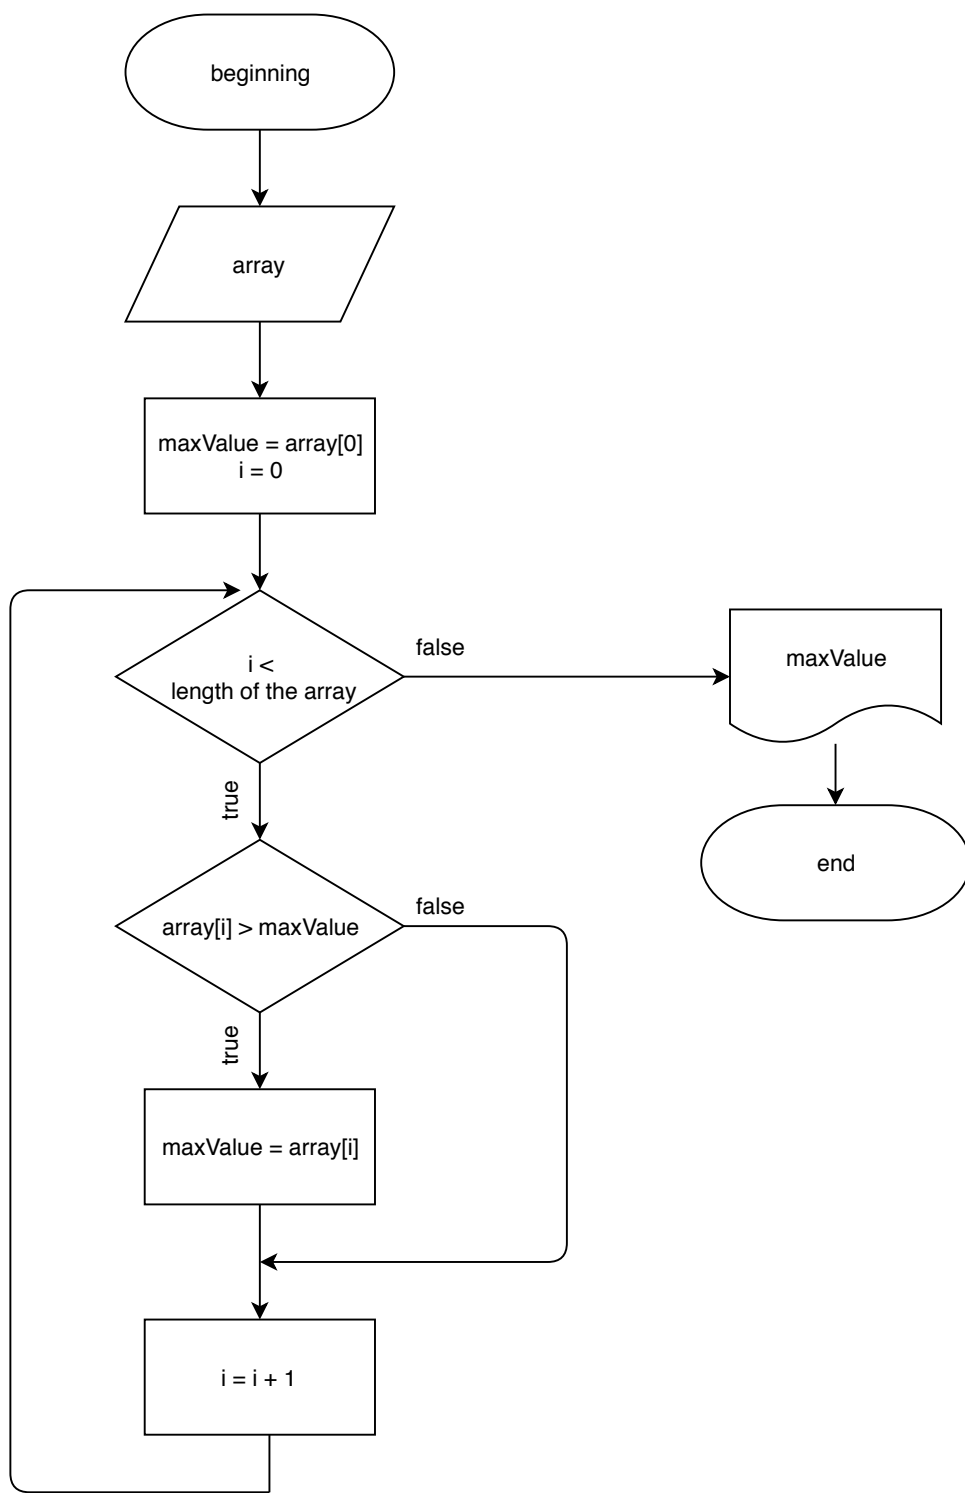 beginning
array
maxValue = array[0]
i = 0
i <
length of the array
false
maxValue
true
end
array[i] > maxValue
false
true
maxValue = array[i]
i = i + 1